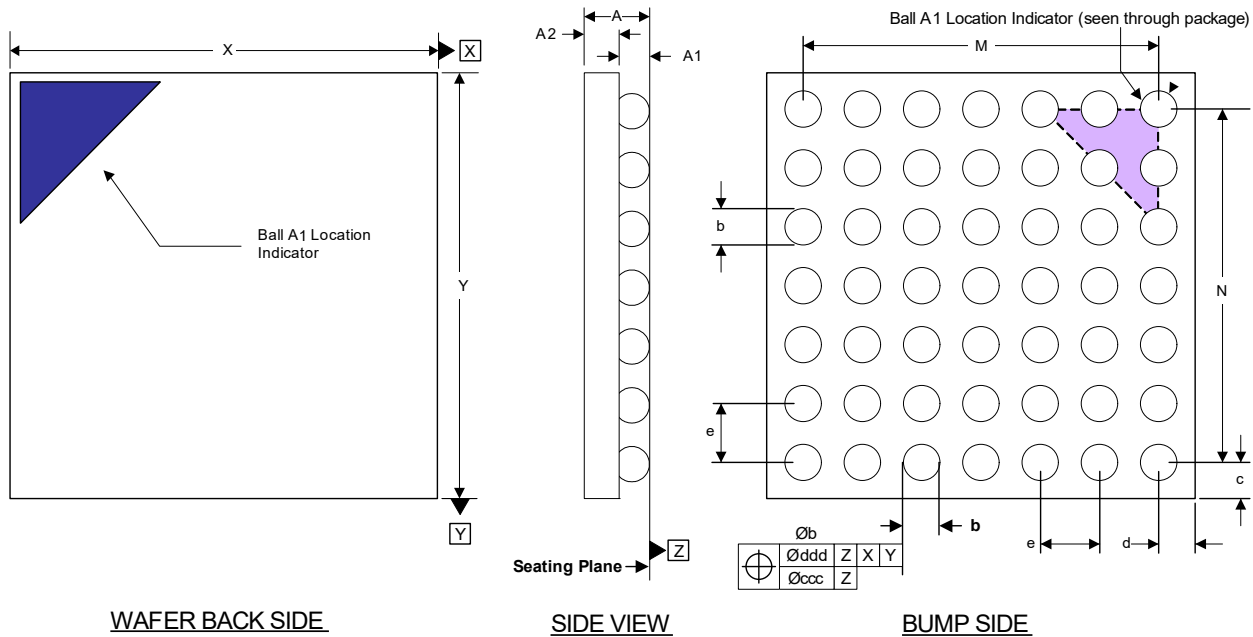 X
X
Ball A1 Location
Indicator
Y
Y
WAFER BACK SIDE
A
A2
A1
Seating Plane
Z
SIDE VIEW
Ball A1 Location Indicator (seen through package)
M
b
N
e
c
b
e
d
Øb
Øddd Z X Y
Øccc Z
BUMP SIDE